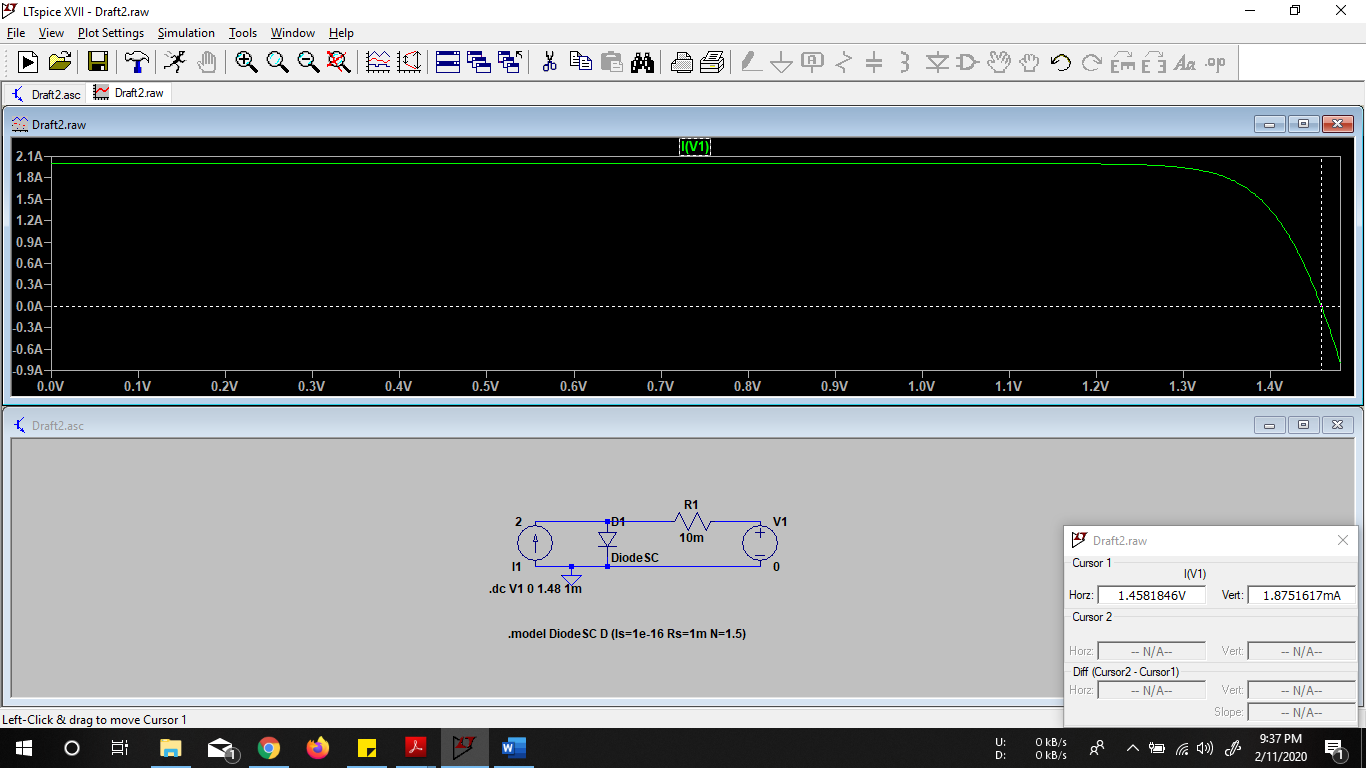 LTspice XVII - Draft2.raw
File View Plot Settings Simulation Tools Window Help
Draft2.asc Draft2.raw
Draft2.raw
I(V1)
2.1A
1.8A
1.5A
1.2A
0.9A
0.6A
0.3A
0.0A
-0.3A
-0.6A
-0.9A
0.0V 0.1V 0.2V 0.3V 0.4V 0.5V 0.6V 0.7V 0.8V 0.9V 1.0V 1.1V 1.2V 1.3V 1.4V
Draft2.asc
R1
2 D1 V1
10m
DiodeSC
I1 0
.dc V1 0 1.48 1m
.model DiodeSC D (Is=1e-16 Rs=1m N=1.5)
Draft2.raw
Cursor 1
I(V1)
Horz: 1.4581846V Vert: 1.8751617mA
Cursor 2
Horz: -- N/A-- Vert: -- N/A--
Diff (Cursor2 - Cursor1)
Horz: -- N/A-- Vert: -- N/A--
Slope: -- N/A--
Left-Click & drag to move Cursor 1
U: 0 kB/s
D: 0 kB/s
9:37 PM
2/11/2020
1
1